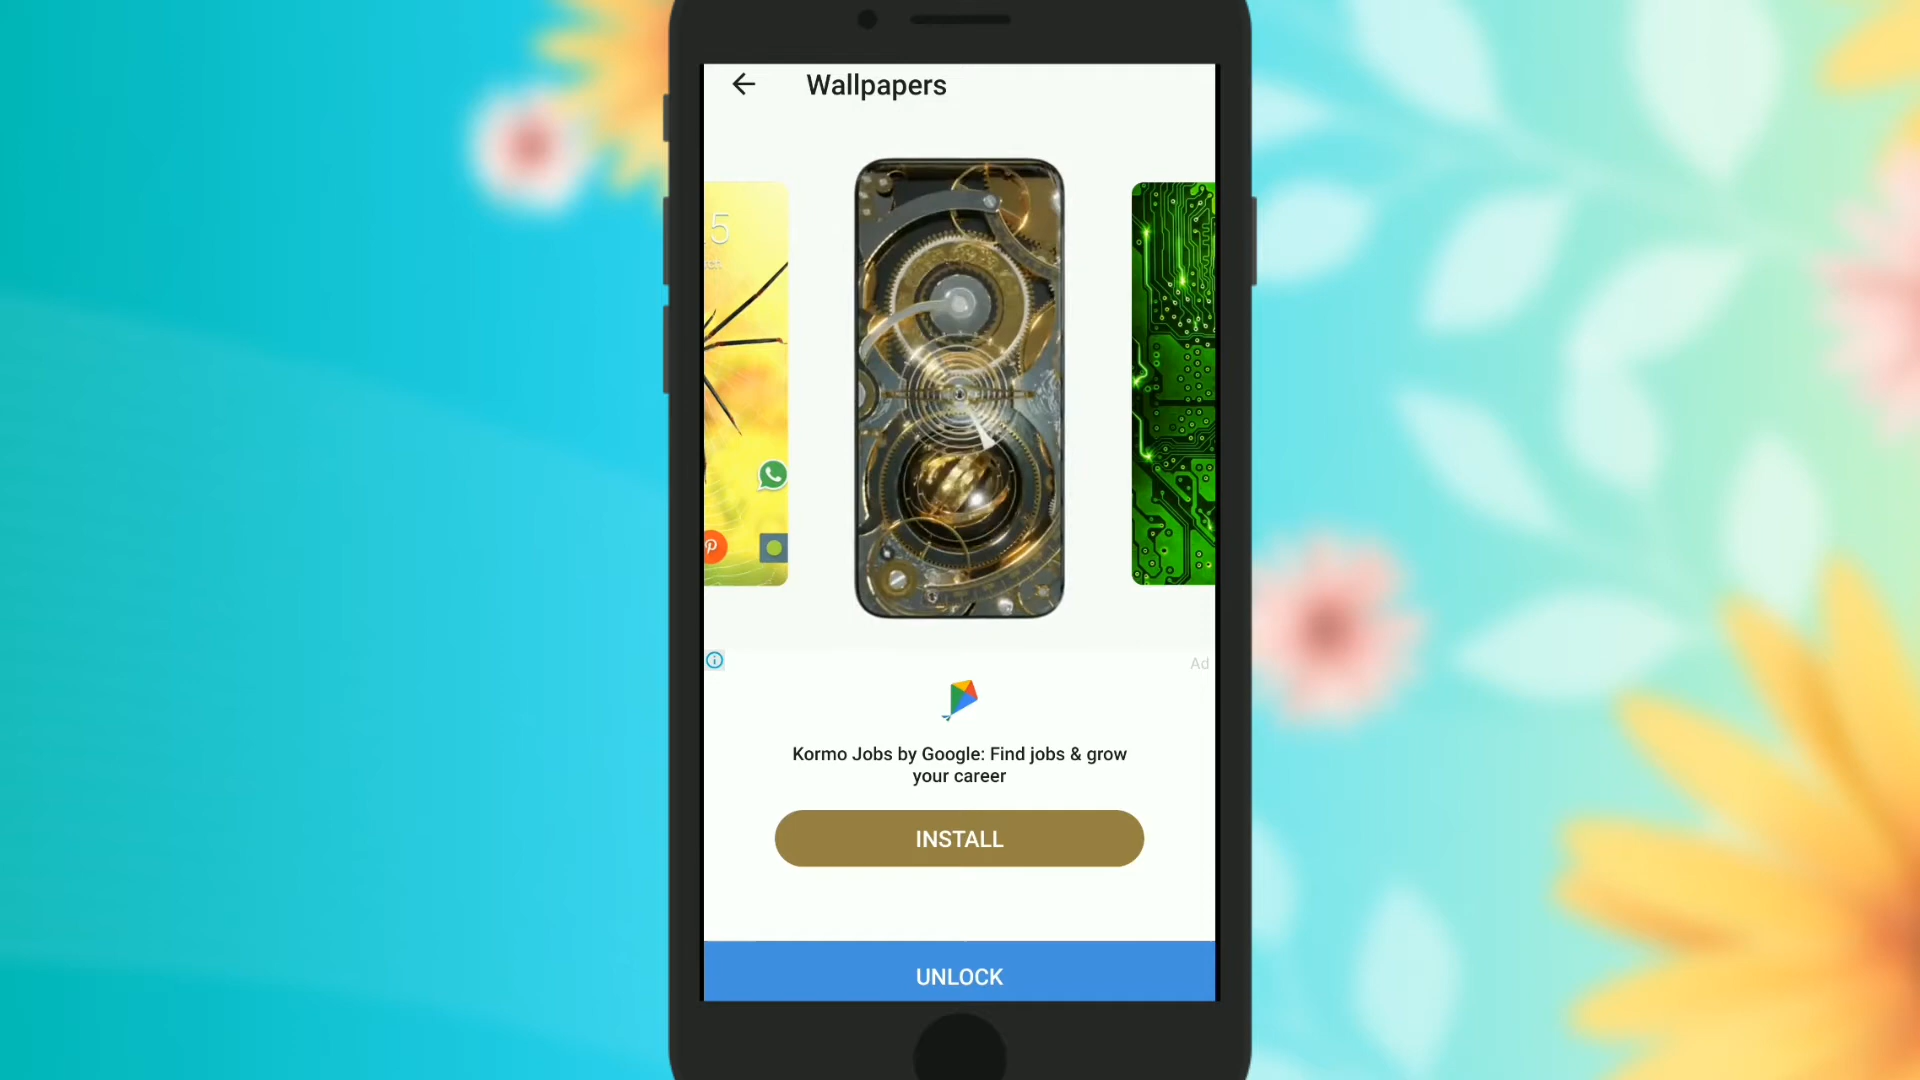 Wallpapers
Ad
Kormo Jobs by Google: Find jobs & grow
your career
INSTALL
UNLOCK